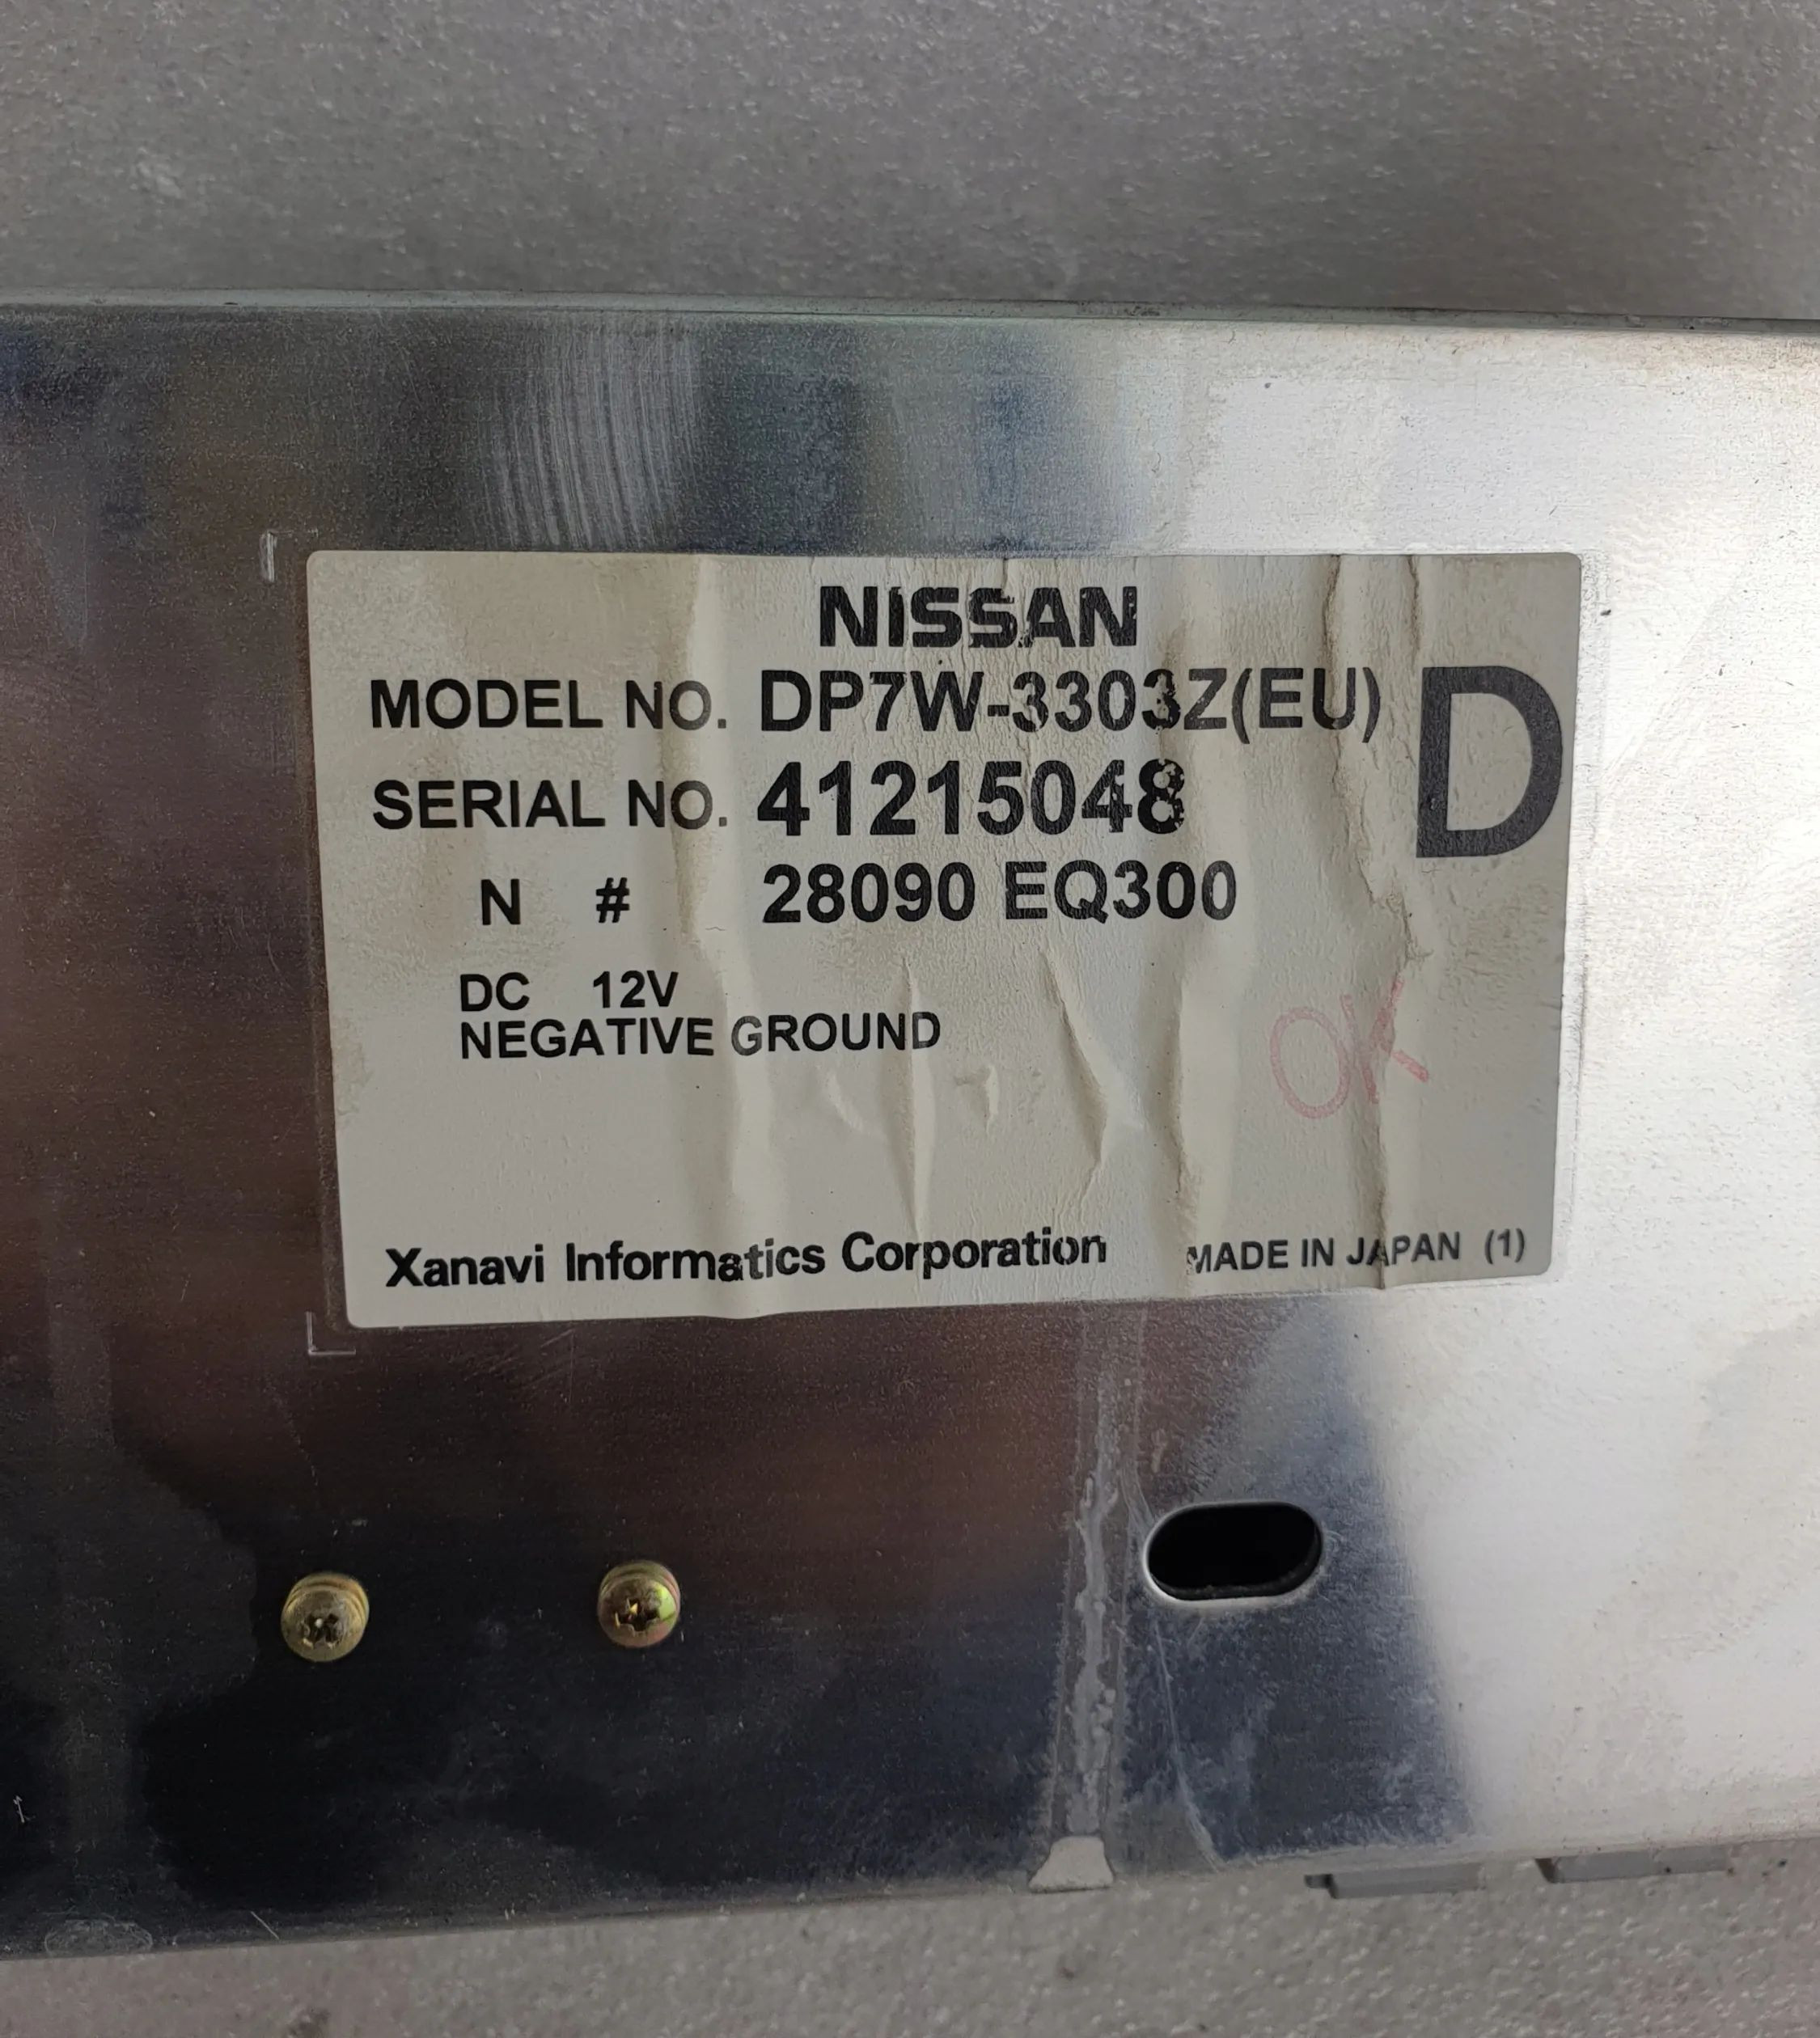 NISSAN
MODEL NO. DP7W-3303Z(EU)
D
SERIAL NO. 41215048
N # 28090 EQ300
DC 12V
NEGATIVE GROUND
OK
Xanavi Informatics Corporation MADE IN JAPAN (1)